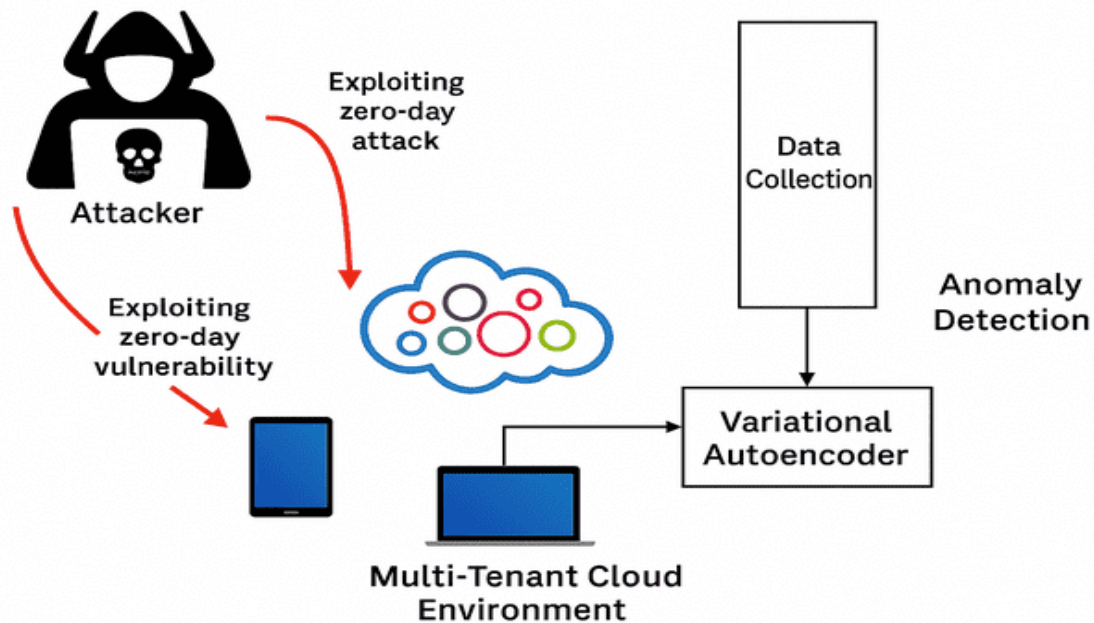 Exploiting
zero-day
attack
Attacker
Exploiting
zero-day
vulnerability
Data
Collection
Anomaly
Detection
Variational
Autoencoder
Multi-Tenant Cloud
Environment